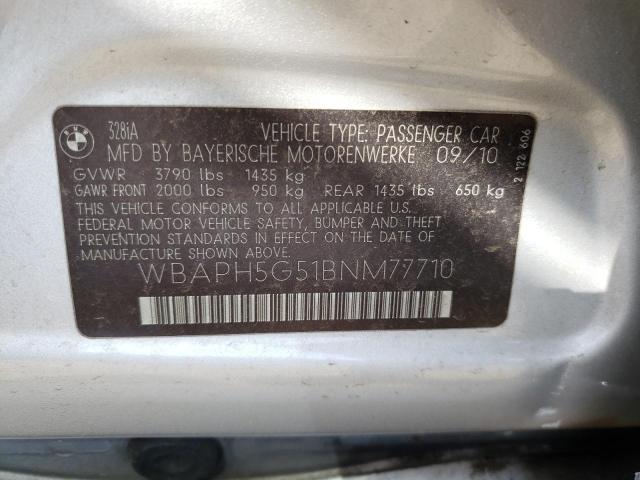 BMW
328iA
VEHICLE TYPE: PASSENGER CAR
MFD BY BAYERISCHE MOTORENWERKE 09/10
GVWR 3790 lbs 1435 kg
GAWR FRONT 2000 lbs 950 kg REAR 1435 lbs 650 kg
THIS VEHICLE CONFORMS TO ALL APPLICABLE U.S.
FEDERAL MOTOR VEHICLE SAFETY, BUMPER AND THEFT
PREVENTION STANDARDS IN EFFECT ON THE DATE OF
MANUFACTURE SHOWN ABOVE.
WBAPH5G51BNM77710
2 122 606